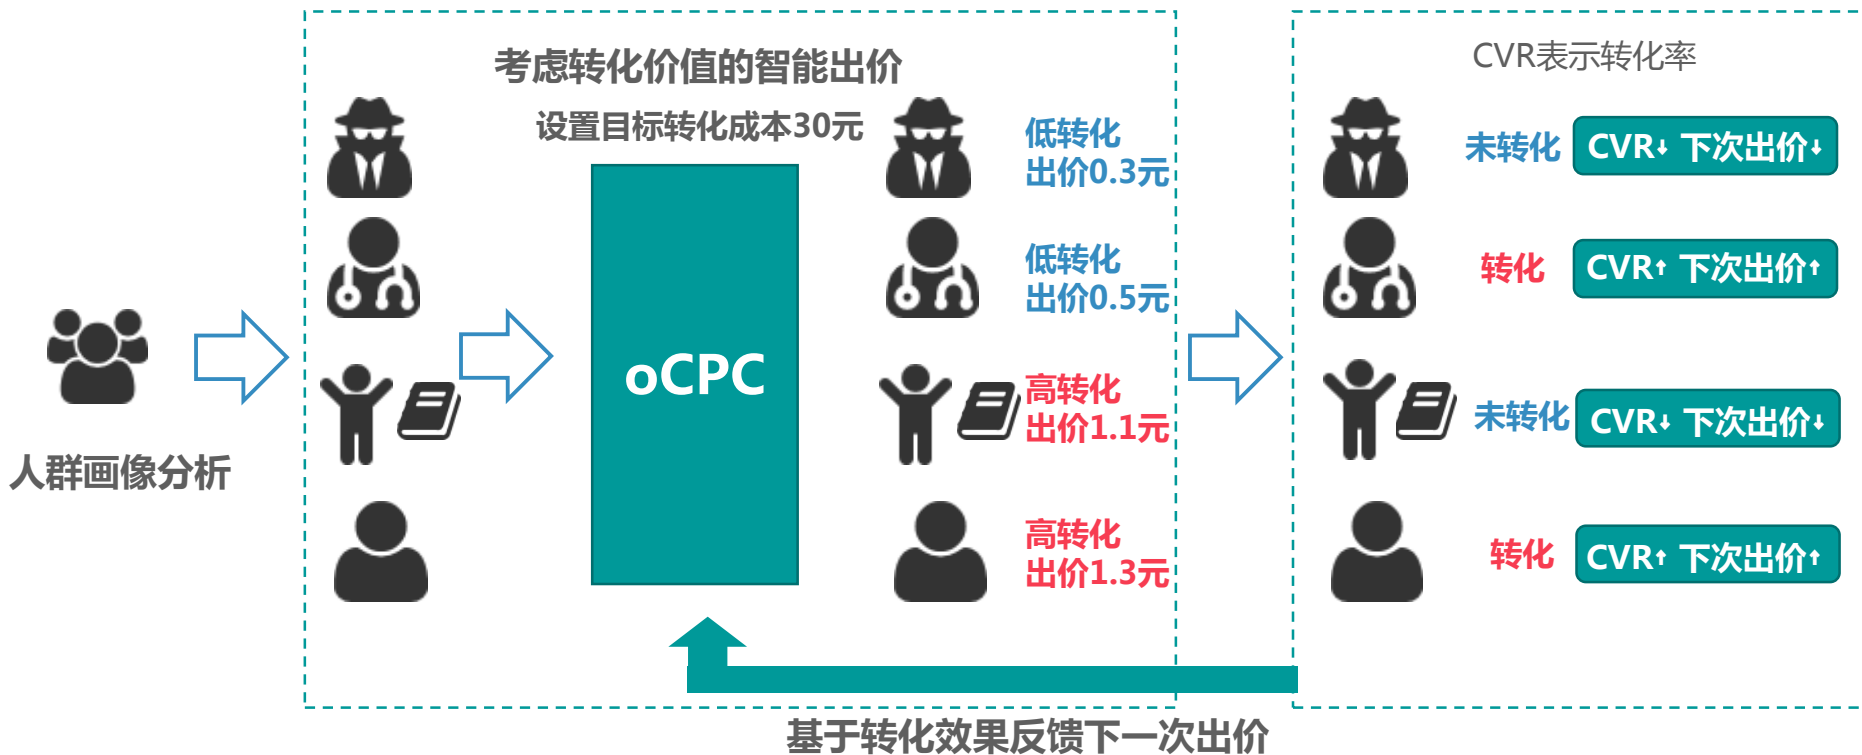 考虑转化价值的智能出价
设置目标转化成本30元
CVR表示转化率
人群画像分析
oCPC
低转化
出价0.3元
低转化
出价0.5元
高转化
出价1.1元
高转化
出价1.3元
未转化 CVR↓ 下次出价↓
转化 CVR↑ 下次出价↑
未转化 CVR↓ 下次出价↓
转化 CVR↑ 下次出价↑
基于转化效果反馈下一次出价